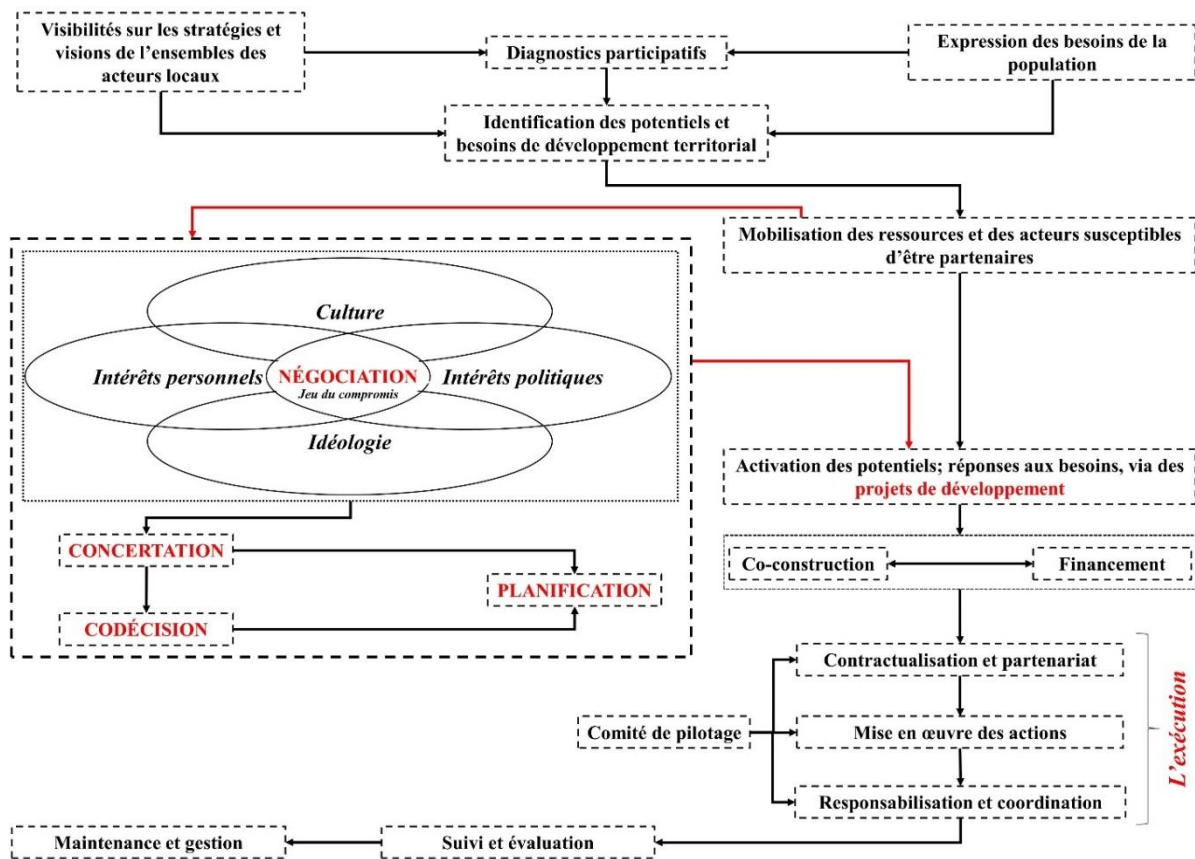 Visibilités sur les stratégies et
visions de l’ensembles des
acteurs locaux
Diagnostics participatifs
Expression des besoins de la
population
Identification des potentiels et
besoins de développement territorial
Mobilisation des ressources et des acteurs susceptibles
d’être partenaires
Culture
Intérêts personnels
NÉGOCIATION
Jeu du compromis
Intérêts politiques
Idéologie
CONCERTATION
PLANIFICATION
CODÉCISION
Activation des potentiels; réponses aux besoins, via des
projets de développement
Co-construction
Financement
Contractualisation et partenariat
Comité de pilotage
Mise en œuvre des actions
Responsabilisation et coordination
L’exécution
Suivi et évaluation
Maintenance et gestion